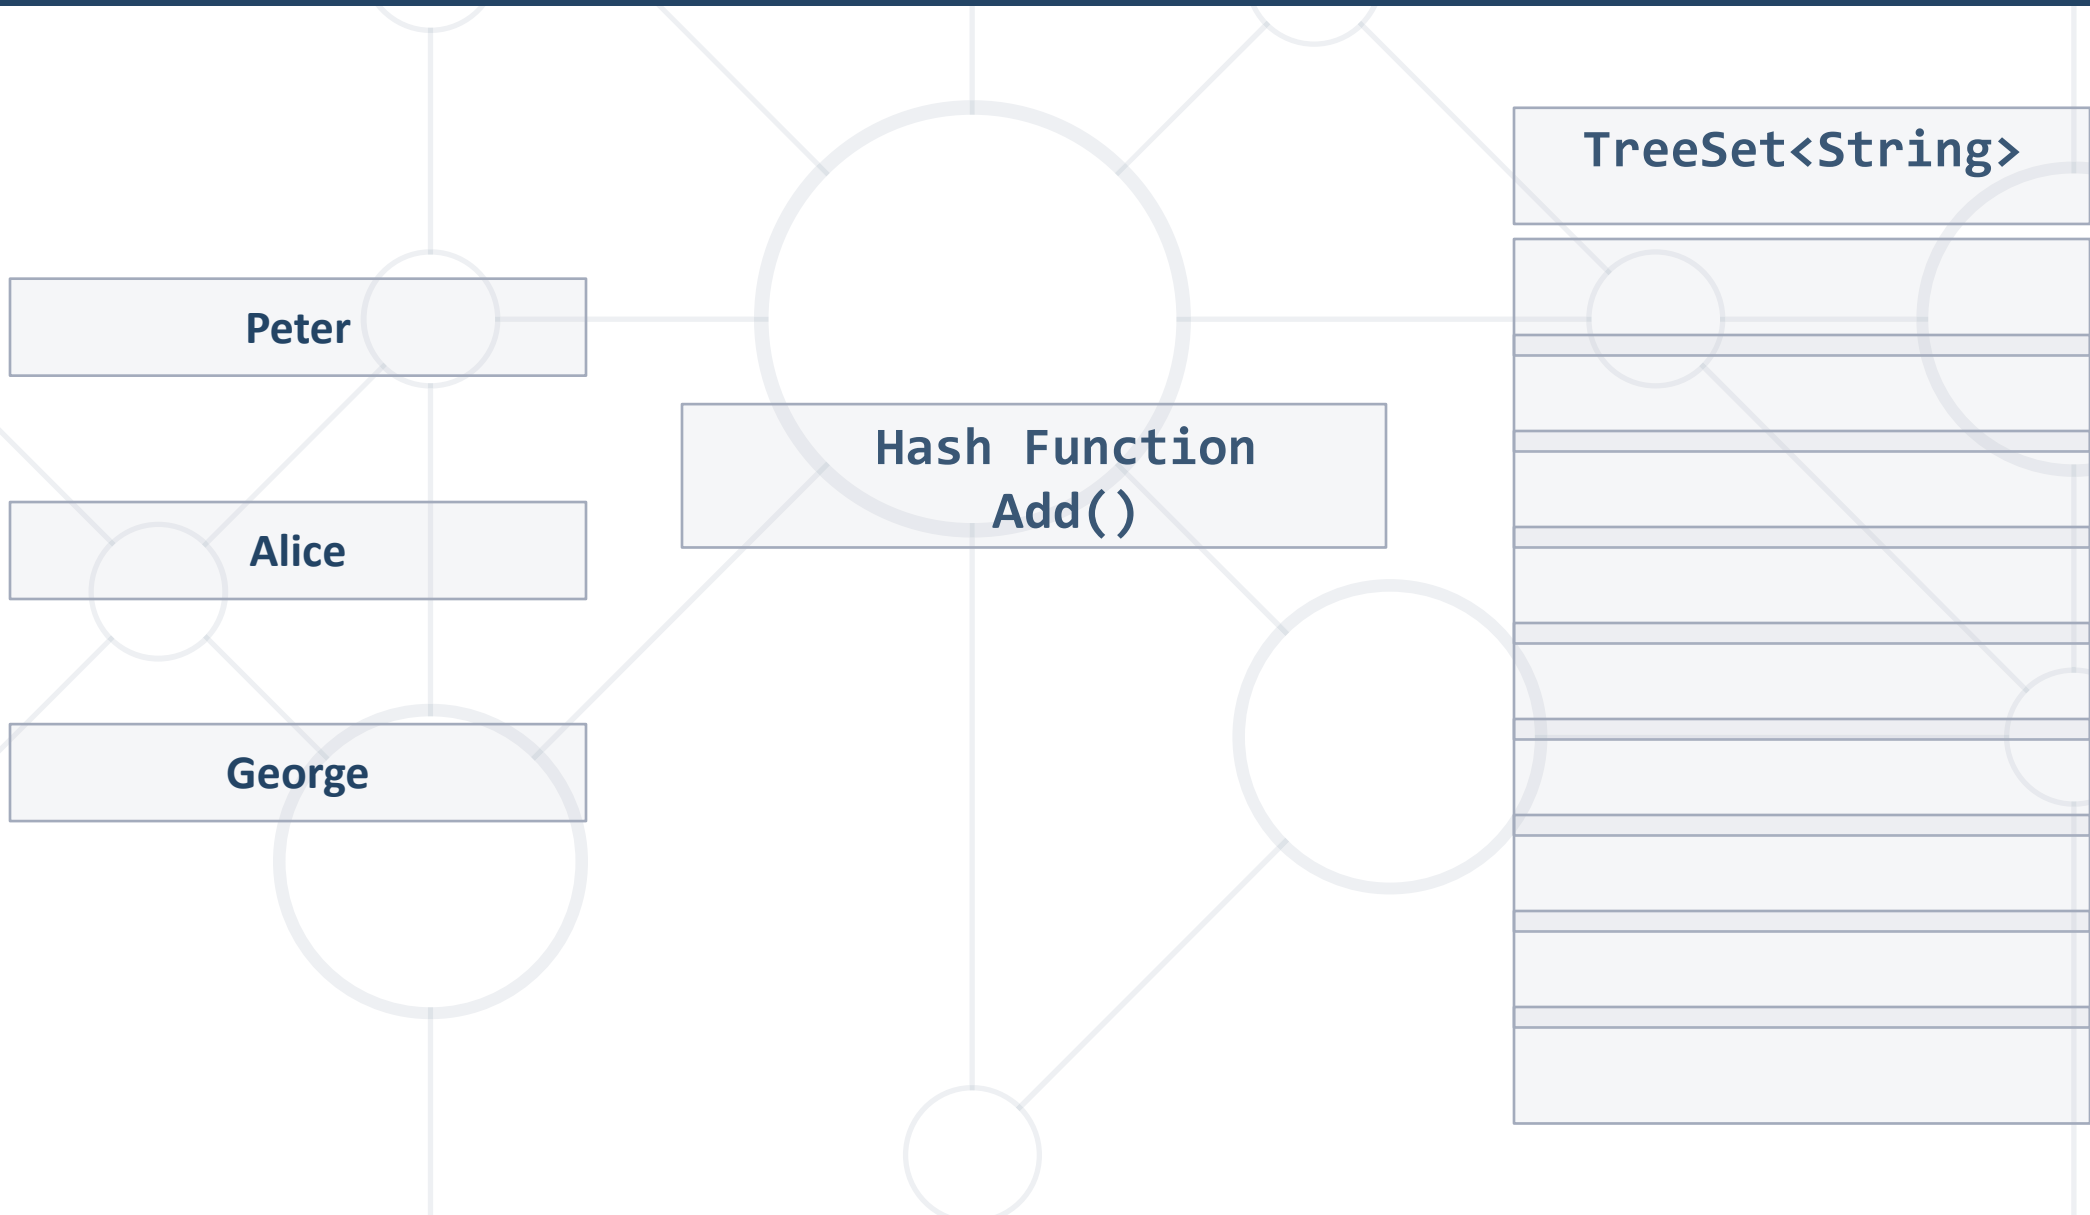 TreeSet<String>
Peter
Hash Function
Add()
Alice
George